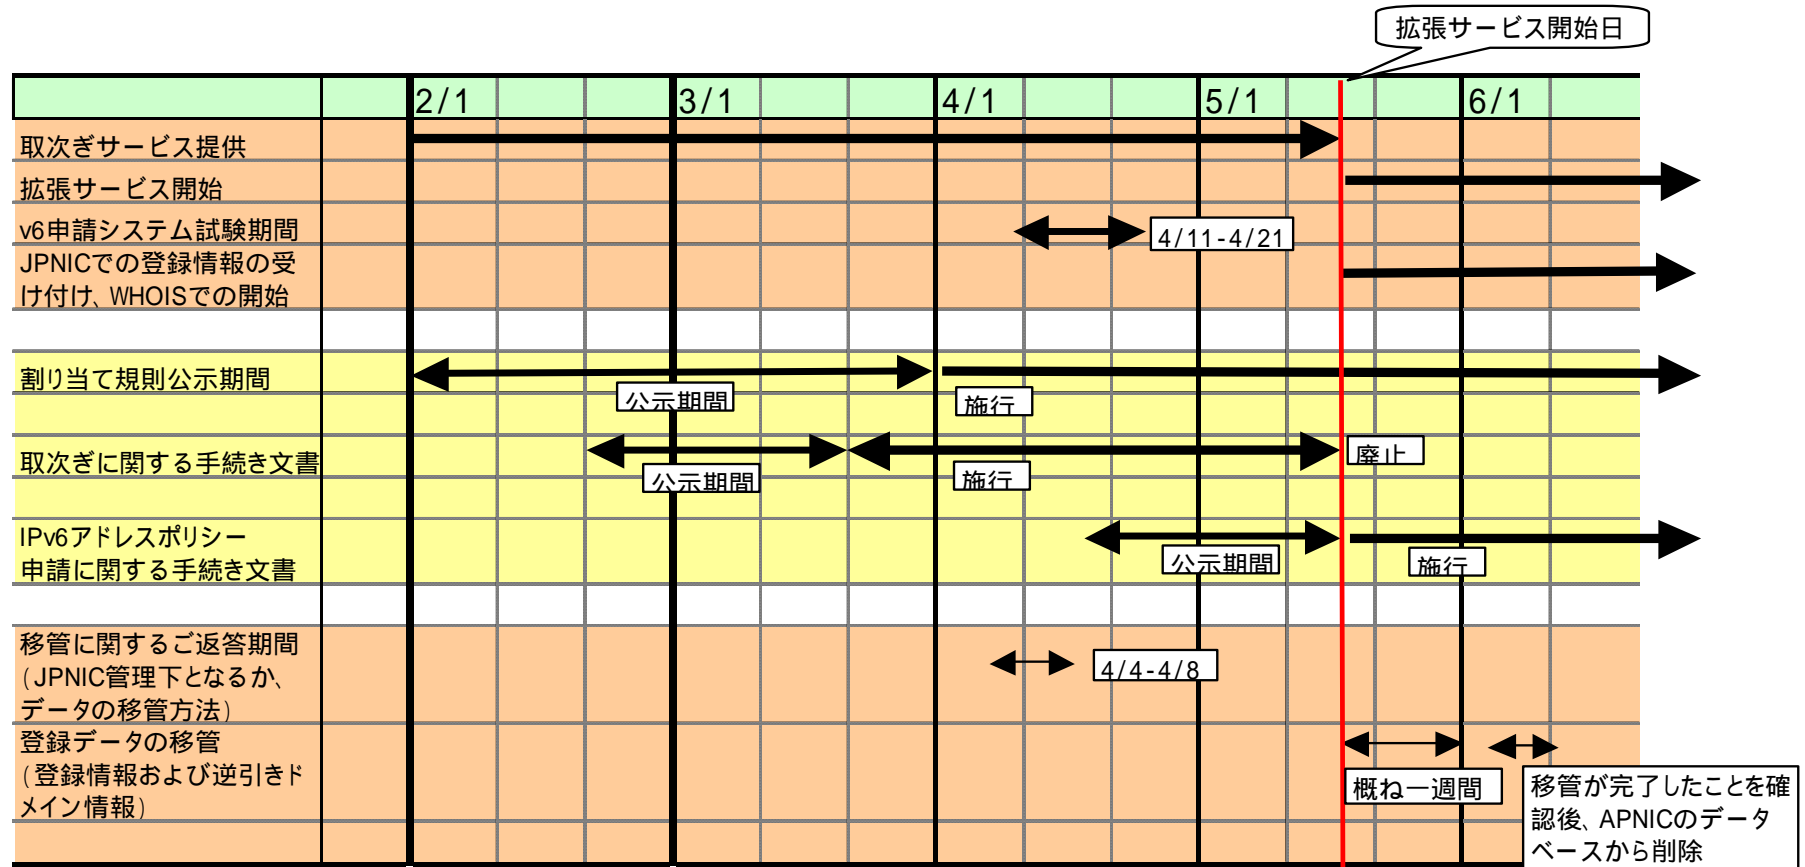 拡張サービス開始日
2/1 3/1 4/1 5/1 6/1
取次ぎサービス提供
拡張サービス開始
v6申請システム試験期間
4/11-4/21
JPNICでの登録情報の受
け付け、WHOISでの開始
割り当て規則公示期間
公示期間
施行
取次ぎに関する手続き文書
公示期間
施行
廃止
IPv6アドレスポリシー
申請に関する手続き文書
公示期間
施行
移管に関するご返答期間
(JPNIC管理下となるか、
データの移管方法)
4/4-4/8
登録データの移管
(登録情報および逆引きド
メイン情報)
概ね一週間
移管が完了したことを確
認後、APNICのデータ
ベースから削除